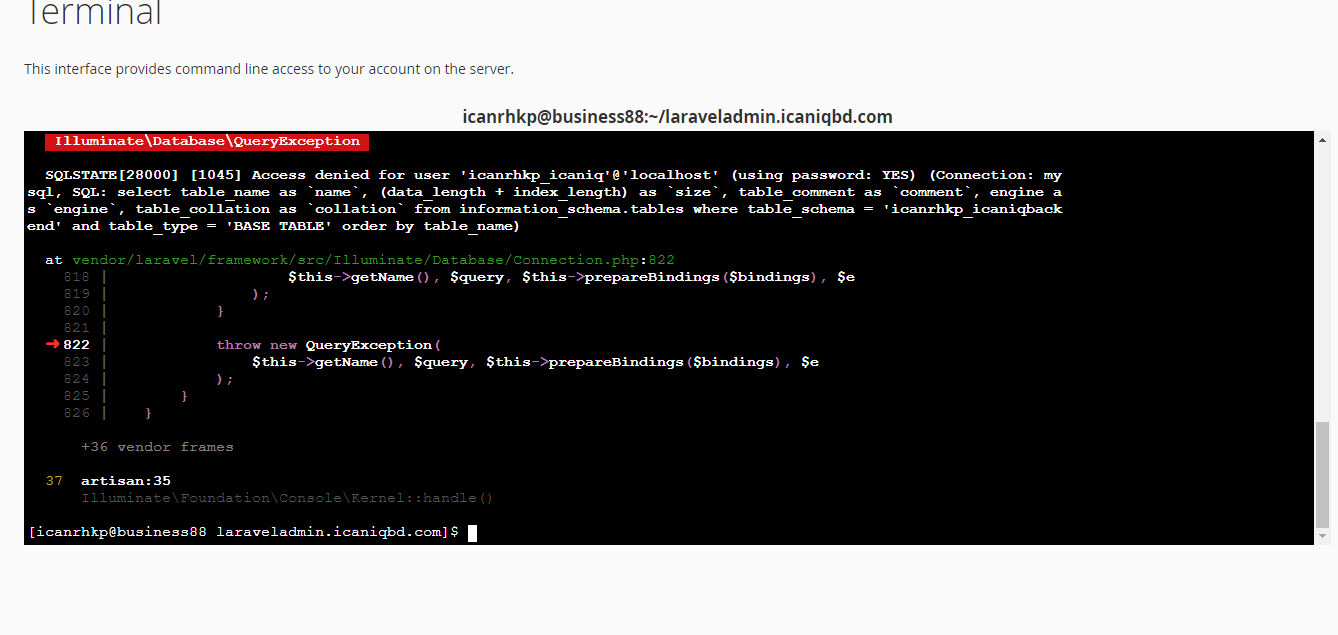 Terminal
This interface provides command line access to your account on the server.
icanrhkp@business88:~/laraveladmin.icaniqbd.com
Illuminate\Database\QueryException
SQLSTATE[28000] [1045] Access denied for user 'icanrhkp_icaniq'@'localhost' (using password: YES) (Connection: my
sql, SQL: select table_name as `name`, (data_length + index_length) as `size`, table_comment as `comment`, engine a
s `engine`, table_collation as `collation` from information_schema.tables where table_schema = 'icanrhkp_icaniqback
end' and table_type = 'BASE TABLE' order by table_name)
at vendor/laravel/framework/src/Illuminate/Database/Connection.php:822
818 | $this->getName(), $query, $this->prepareBindings($bindings), $e
819 | );
820 | }
821 |
➜ 822 | throw new QueryException(
823 | $this->getName(), $query, $this->prepareBindings($bindings), $e
824 | );
825 | }
826 | }
+36 vendor frames
37 artisan:35
Illuminate\Foundation\Console\Kernel::handle()
[icanrhkp@business88 laraveladmin.icaniqbd.com]$